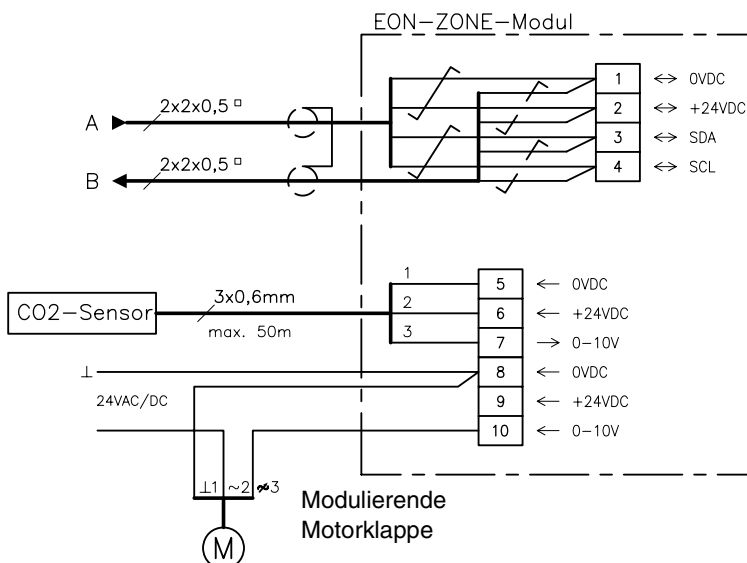 EON-ZONE-Modul
1 ↔ 0VDC
A 2x2x0,5▫ 2 ↔ +24VDC
3 ↔ SDA
B 2x2x0,5▫ 4 ↔ SCL
1 5 ← 0VDC
CO2-Sensor 3x0,6mm 2 6 ← +24VDC
max. 50m 3 7 → 0-10V
⊥ 8 ← 0VDC
24VAC/DC 9 ← +24VDC
10 ← 0-10V
⊥1 ~2 3
Modulierende
Motorklappe
M